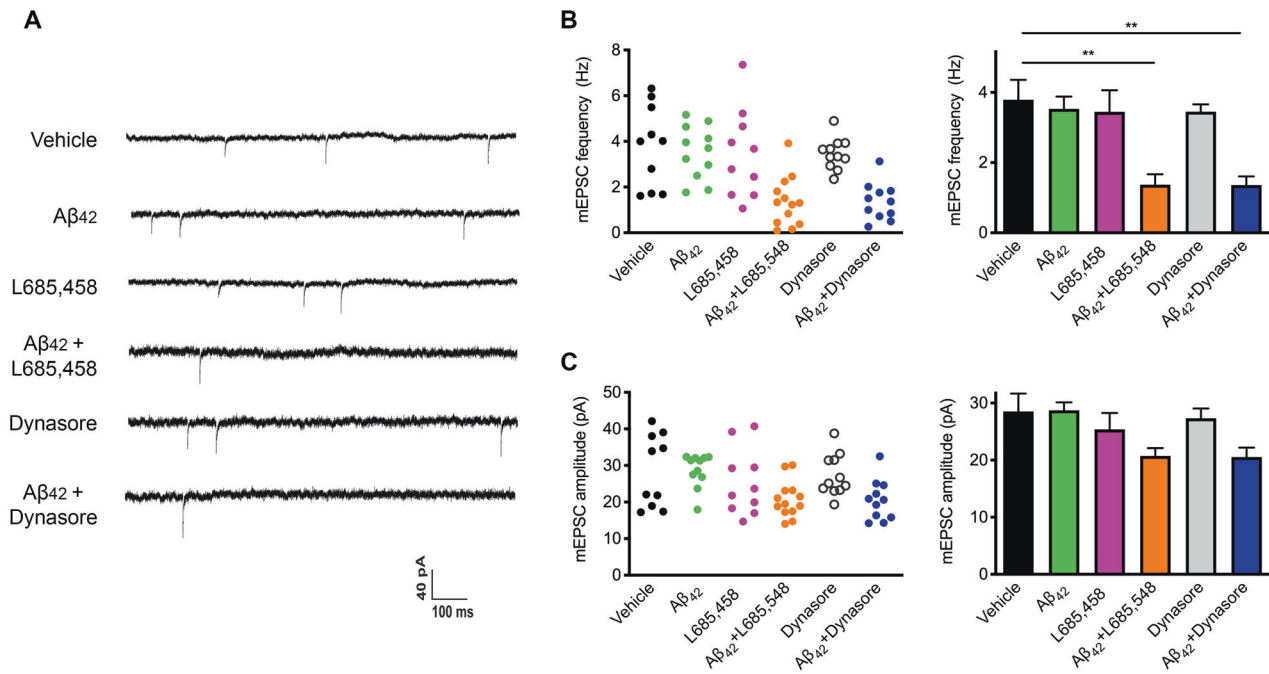 A
Vehicle
Aβ42
L685,458
Aβ42 +
L685,458
Dynasore
Aβ42 +
Dynasore
40 pA
100 ms
B
mEPSC fequency (Hz)
8
6
4
2
0
Vehicle
Aβ42
L685,458
Aβ42+L685,548
Dynasore
Aβ42+Dynasore
mEPSC frequency (Hz)
4
2
0
**
**
Vehicle
Aβ42
L685,458
Aβ42+L685,548
Dynasore
Aβ42+Dynasore
C
mEPSC amplitude (pA)
50
40
30
20
10
0
Vehicle
Aβ42
L685,458
Aβ42+L685,548
Dynasore
Aβ42+Dynasore
mEPSC amplitude (pA)
30
20
10
0
Vehicle
Aβ42
L685,458
Aβ42+L685,548
Dynasore
Aβ42+Dynasore